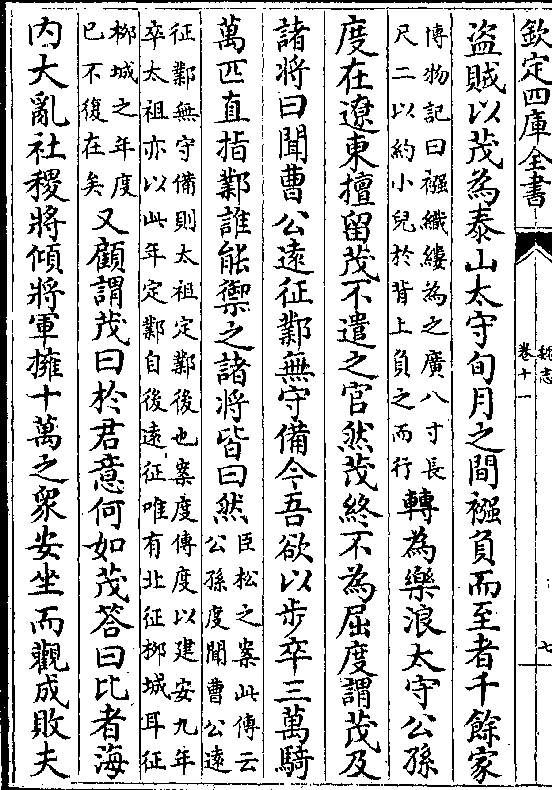 欽定四庫全書
魏志
卷十一
七
盜賊以茂為泰山太守旬月之間襁負而至者千餘家
博物記曰襁織縷為之廣八寸長
尺二以約小兒於背上負之而行
轉為樂浪太守公孫
度在遼東擅留茂不遣之官然茂終不為屈度謂茂及
諸將曰聞曹公遠征鄴無守備今吾欲以步卒三萬騎
萬匹直指鄴誰能禦之諸將皆曰然
臣松之案此傳云
公孫度聞曹公遠
征鄴無守備則太祖定鄴後也案度傳度以建安九年
卒太祖亦以此年定鄴自後遠征唯有北征柳城耳征
柳城之年度
已不復在矣
又顧謂茂曰於君意何如茂答曰比者海
内大亂社稷將傾將軍擁十萬之衆安坐而觀成敗夫